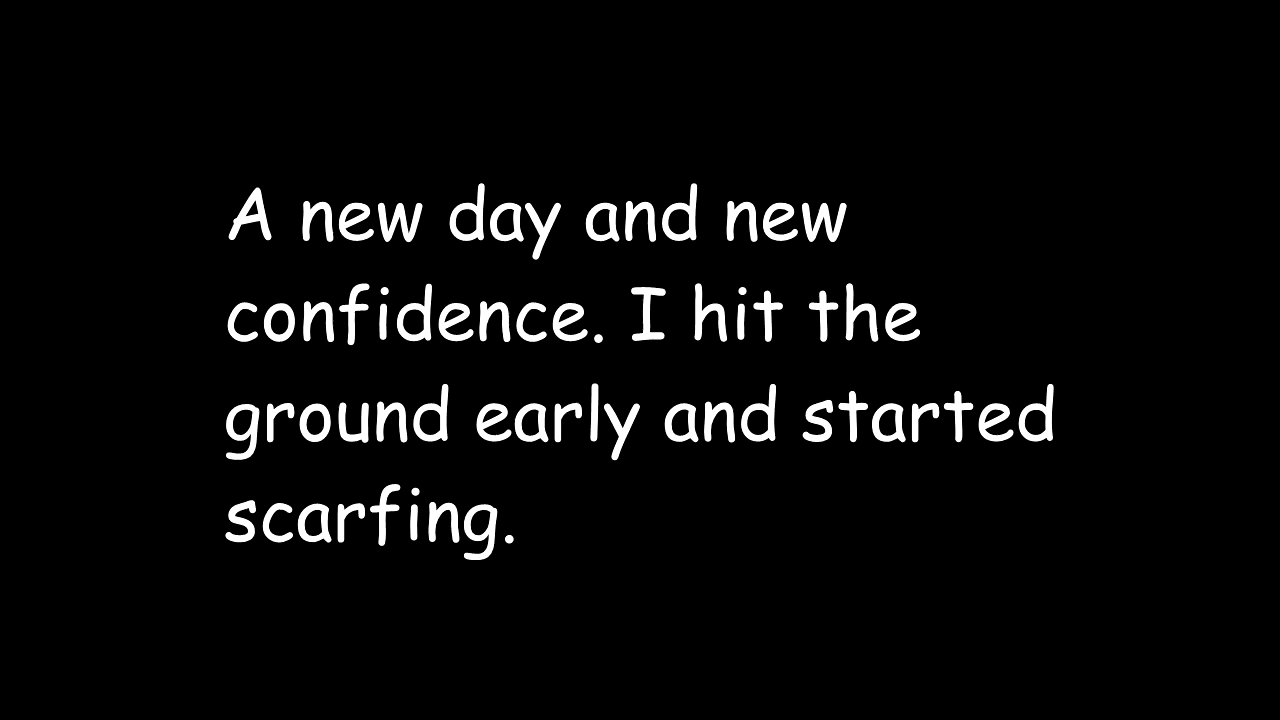 A new day and new
confidence. I hit the
ground early and started
scarfing.